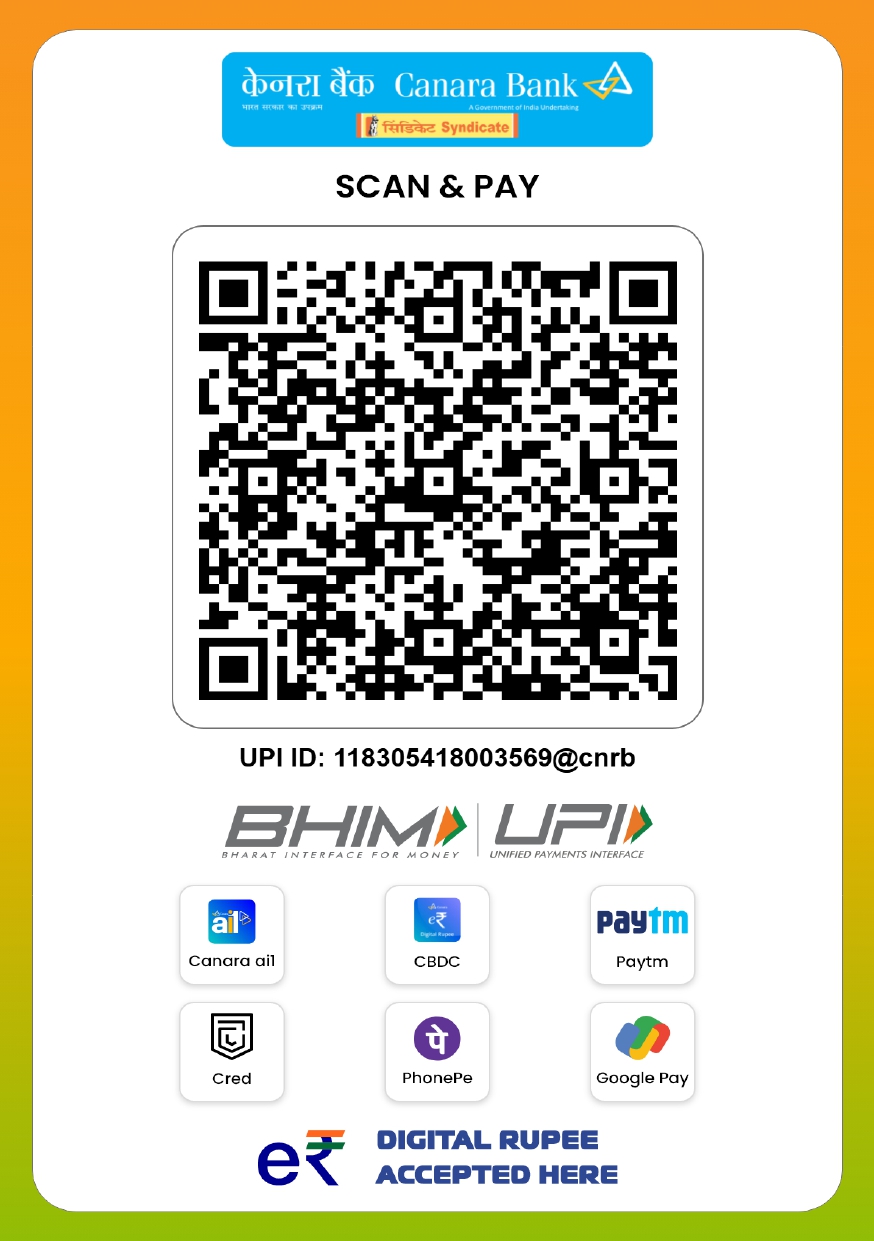 केनरा बैंक Canara Bank
भारत सरकार का उपक्रम A Government of India Undertaking
सिंडिकेट Syndicate
SCAN & PAY
UPI ID: 118305418003569@cnrb
BHIM UPI
BHARAT INTERFACE FOR MONEY UNIFIED PAYMENTS INTERFACE
ai1 e₹ Digital Rupee paytm
Canara ai1 CBDC Paytm
पे
Cred PhonePe Google Pay
e₹ DIGITAL RUPEE
ACCEPTED HERE